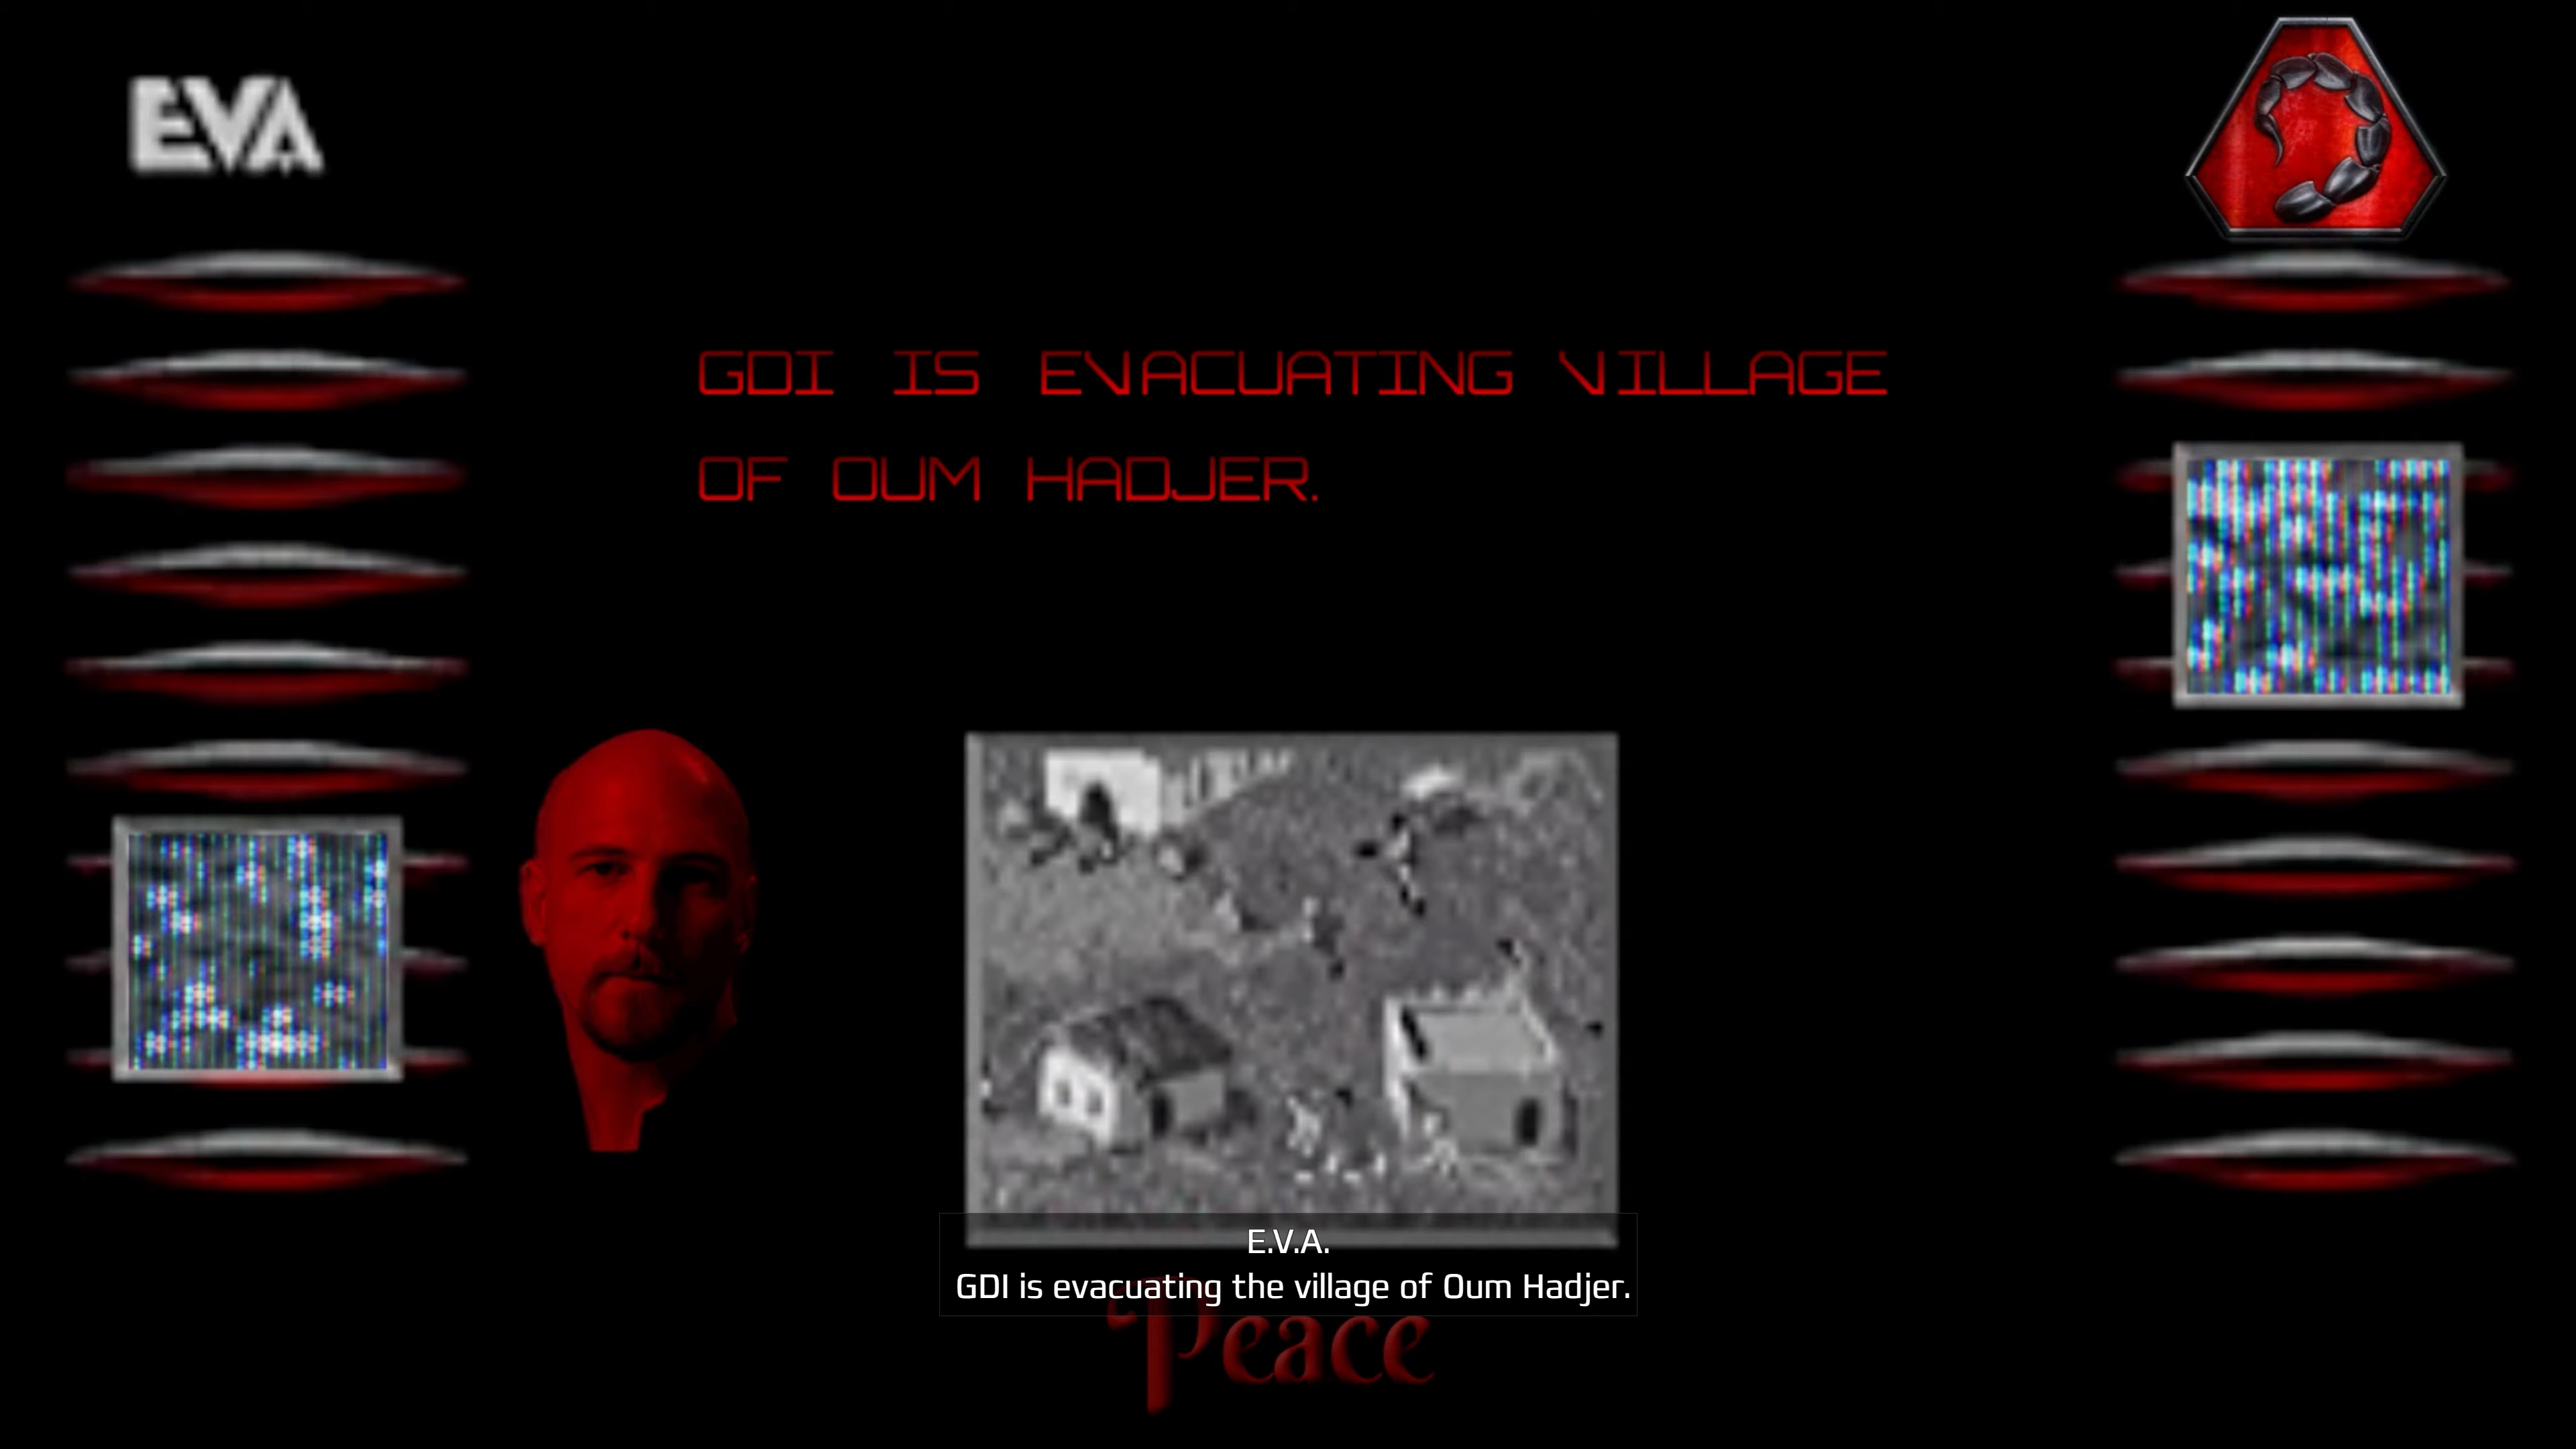 EVA
GDI IS EVACUATING VILLAGE
OF OUM HADJER.
E.V.A.
GDI is evacuating the village of Oum Hadjer.
Peace